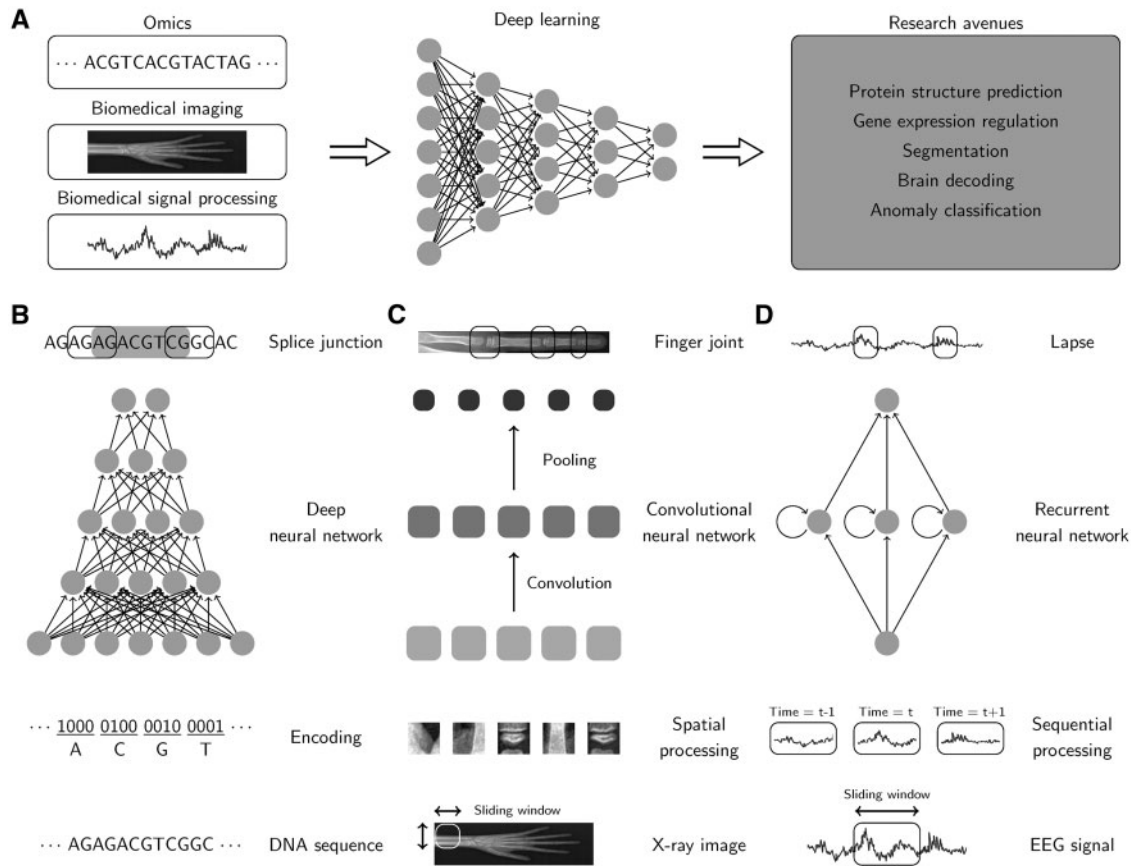 A
Omics
Deep learning
Research avenues
··· ACGTCACGTACTAG ···
Biomedical imaging
Biomedical signal processing
Protein structure prediction
Gene expression regulation
Segmentation
Brain decoding
Anomaly classification
B
AGAGAGACGTCGGCAC
Splice junction
Deep
neural network
··· 1000 0100 0010 0001 ···
A C G T
Encoding
··· AGAGACGTCGGC ···
DNA sequence
C
Finger joint
Pooling
Convolutional
neural network
Convolution
Spatial
processing
Sliding window
X-ray image
D
Lapse
Recurrent
neural network
Time = t-1 Time = t Time = t+1
Sequential
processing
Sliding window
EEG signal